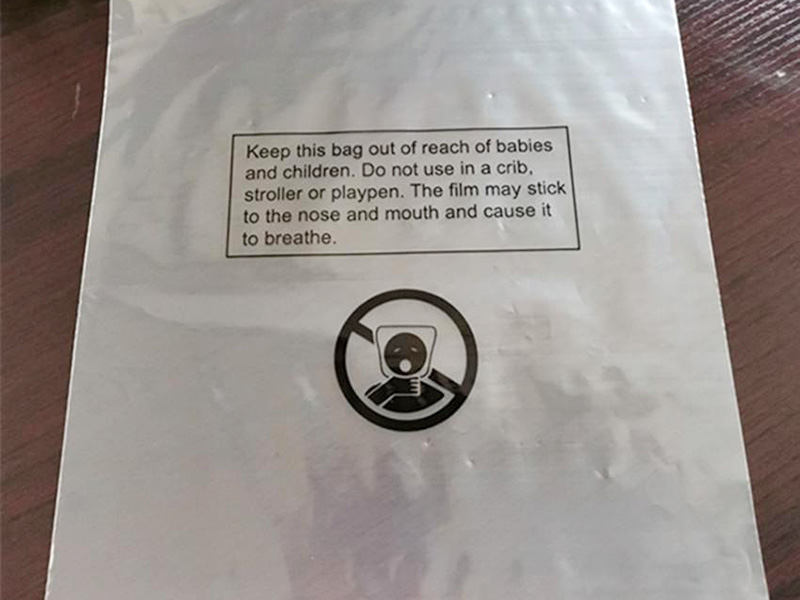 Keep this bag out of reach of babies
and children. Do not use in a crib,
stroller or playpen. The film may stick
to the nose and mouth and cause it
to breathe.